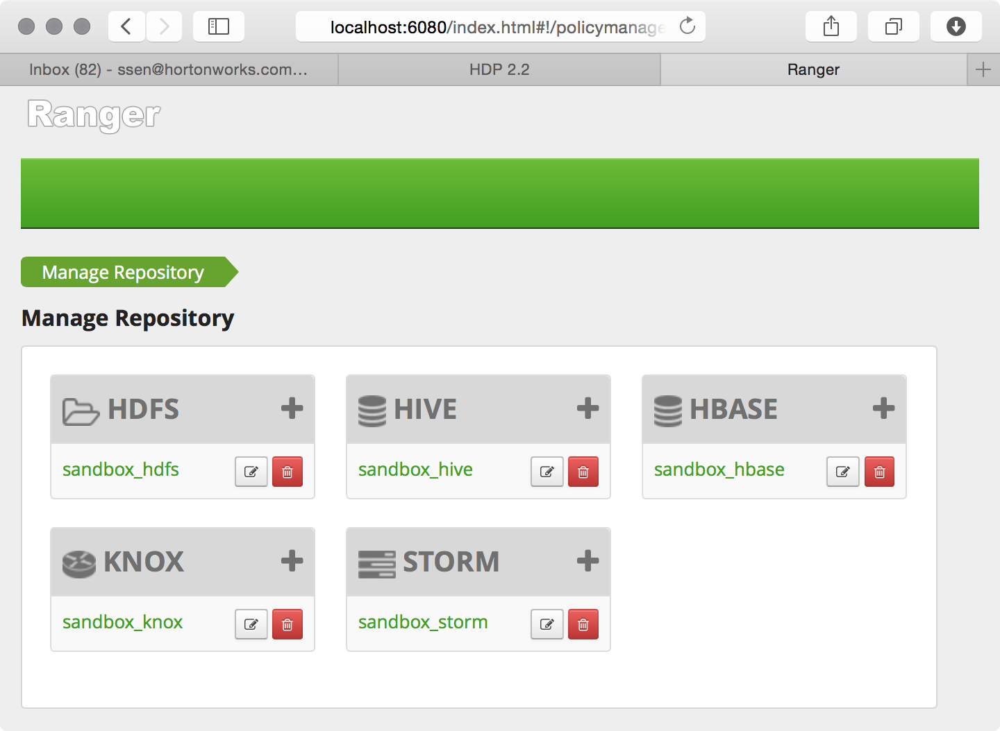 localhost:6080/index.html#!/policymanage
Inbox (82) - ssen@hortonworks.com...
HDP 2.2
Ranger
Ranger
Manage Repository
Manage Repository
HDFS
HIVE
HBASE
sandbox_hdfs
sandbox_hive
sandbox_hbase
KNOX
STORM
sandbox_knox
sandbox_storm